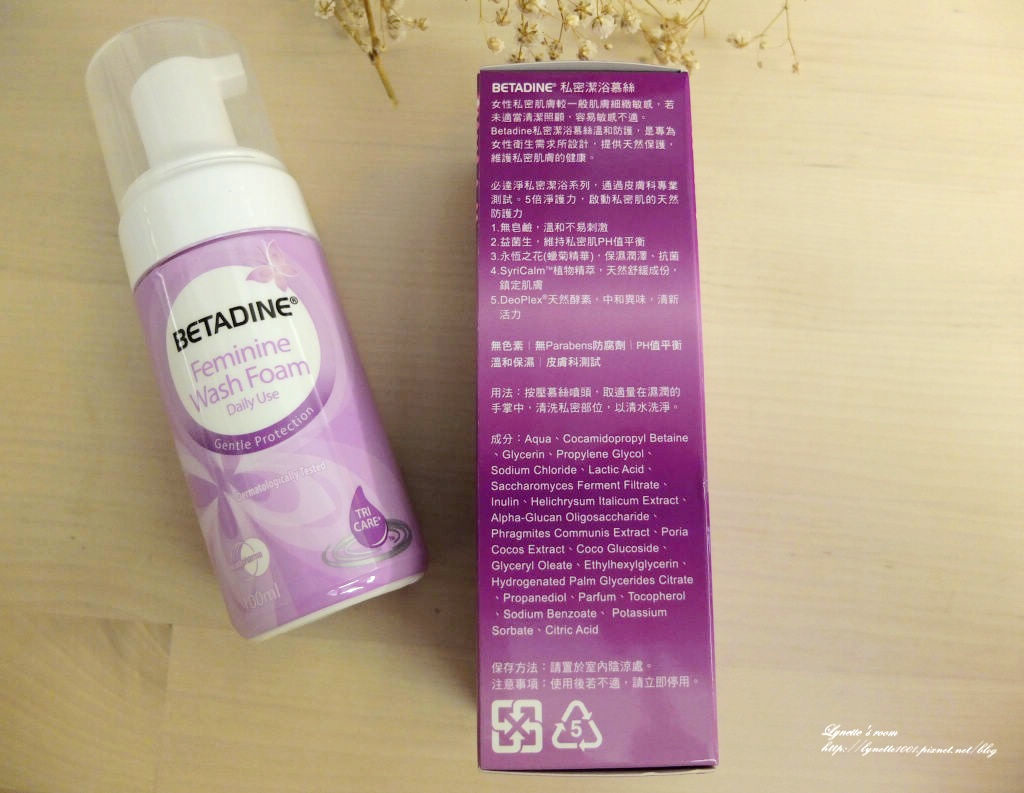 BETADINE®
Feminine
Wash Foam
Daily Use
Gentle Protection
Dermatologically Tested
TRI
CARE®
BETADINE® 私密潔浴慕絲
女性私密肌膚較一般肌膚細緻敏感，若
未適當清潔照顧，容易敏感不適。
Betadine私密潔浴慕絲溫和防護，是專為
女性衛生需求所設計，提供天然保護，
維護私密肌膚的健康。
必達淨私密潔浴系列，通過皮膚科專業
測試。5倍淨護力，啟動私密肌的天然
防護力
1.無皂鹼，溫和不易刺激
2.益菌生，維持私密肌PH值平衡
3.永恆之花(蠟菊精華)，保濕潤澤、抗菌
4.SyriCalm™植物精萃，天然舒緩成份，
鎮定肌膚
5.DeoPlex®天然酵素，中和異味，清新
活力
無色素｜無Parabens防腐劑｜PH值平衡
溫和保濕｜皮膚科測試
用法：按壓慕絲噴頭，取適量在濕潤的
手掌中，清洗私密部位，以清水洗淨。
成分：Aqua、Cocamidopropyl Betaine
、Glycerin、Propylene Glycol、
Sodium Chloride、Lactic Acid、
Saccharomyces Ferment Filtrate、
Inulin、Helichrysum Italicum Extract、
Alpha-Glucan Oligosaccharide、
Phragmites Communis Extract、Poria
Cocos Extract、Coco Glucoside、
Glyceryl Oleate、Ethylhexylglycerin、
Hydrogenated Palm Glycerides Citrate
、Propanediol、Parfum、Tocopherol
、Sodium Benzoate、Potassium
Sorbate、Citric Acid
保存方法：請置於室內陰涼處。
注意事項：使用後若不適，請立即停用。
5
Lynette's room
http://lynette1001.pixnet.net/blog